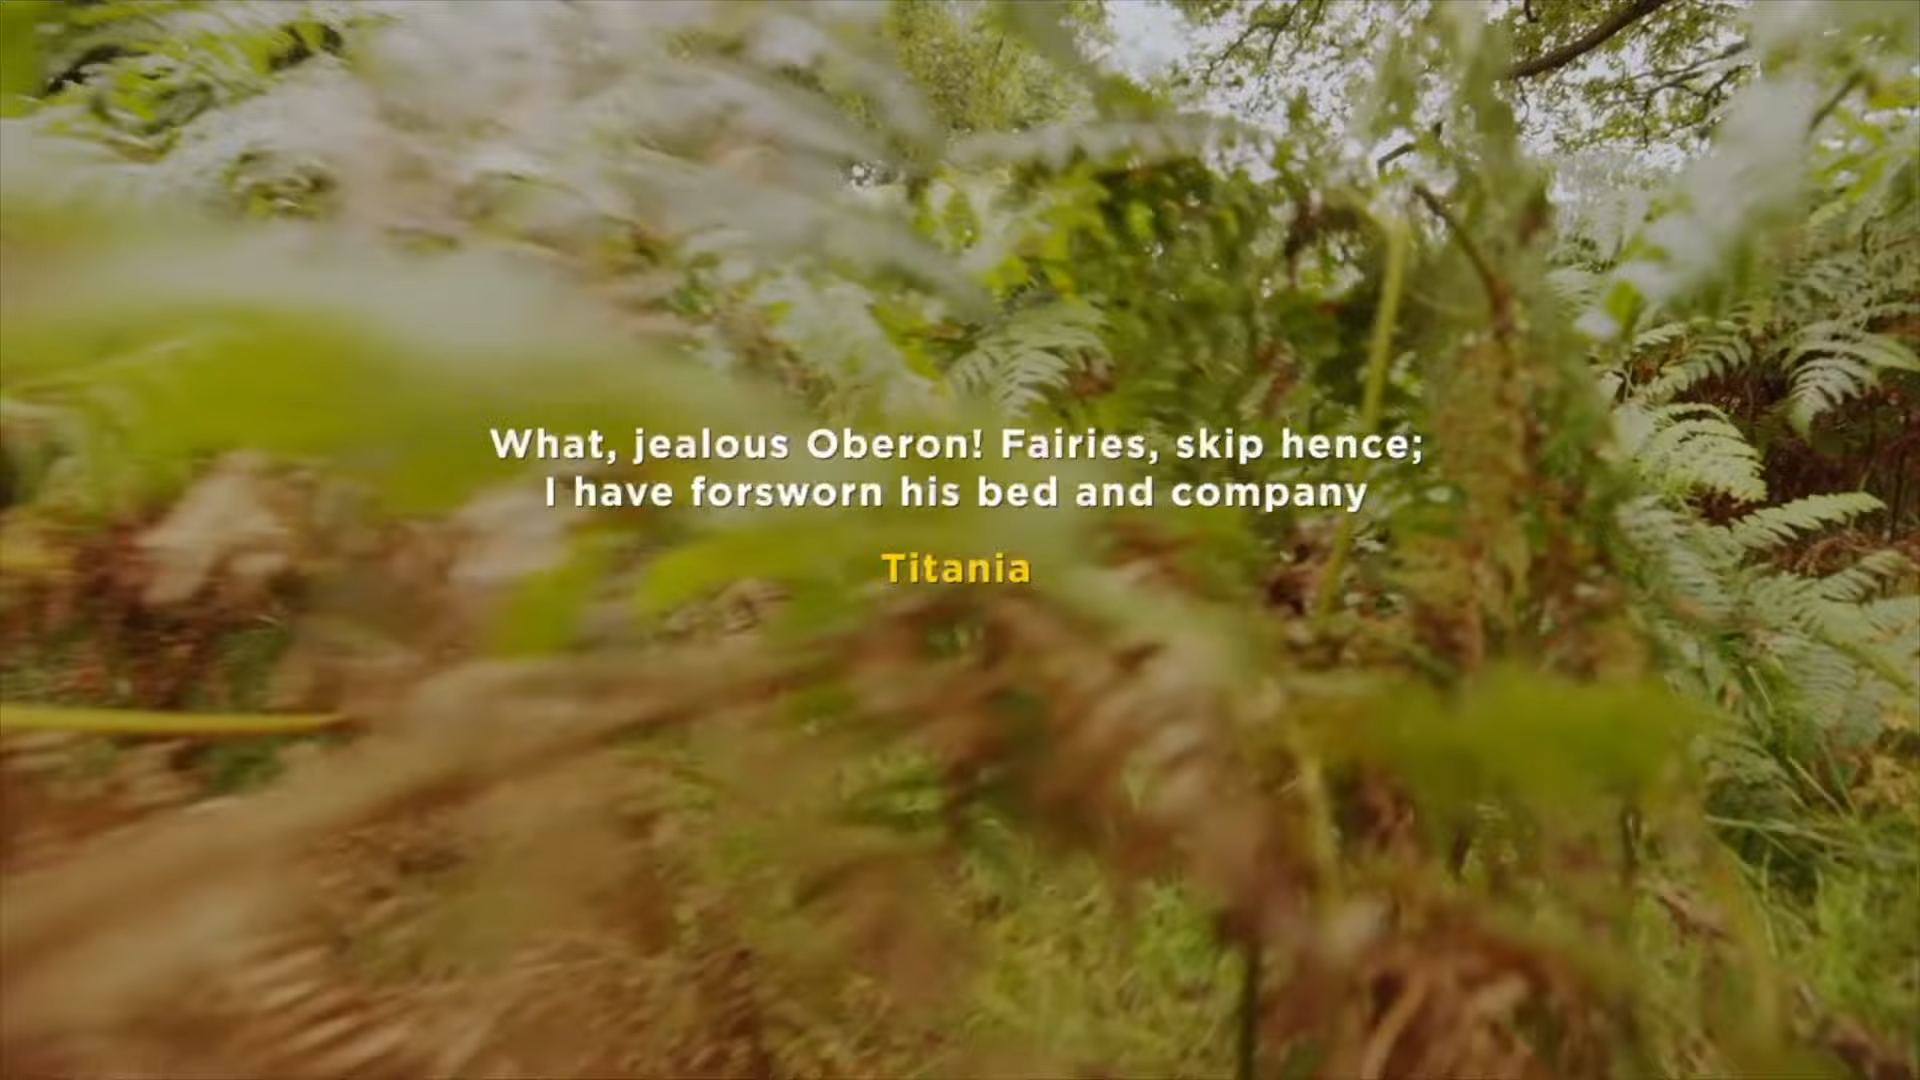 What, jealous Oberon! Fairies, skip hence;
I have forsworn his bed and company
Titania